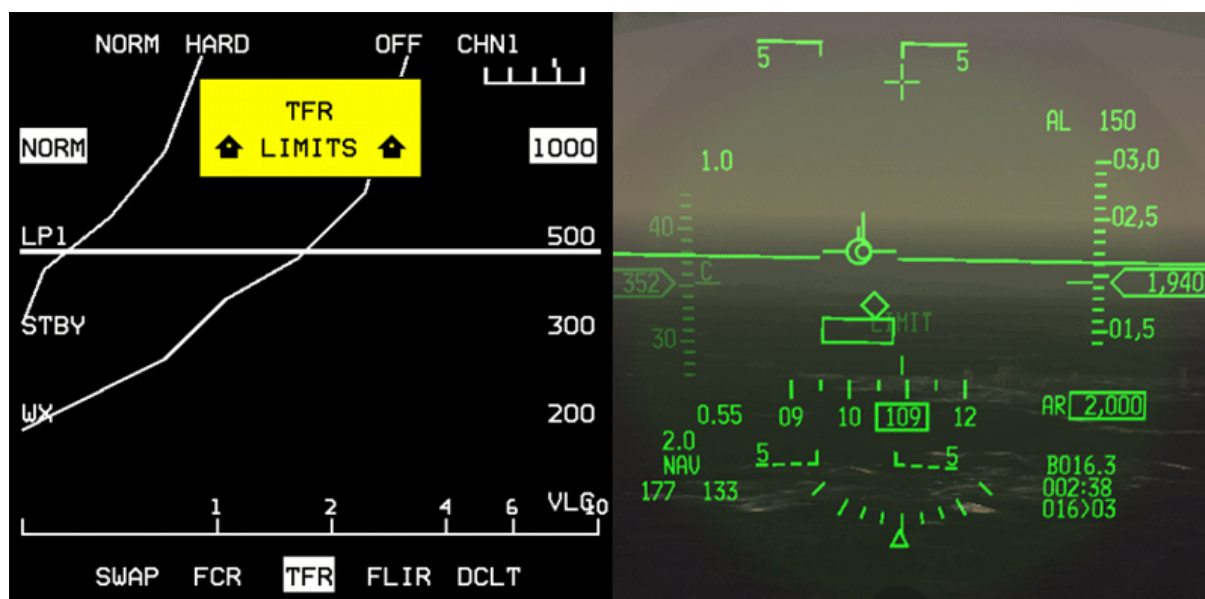 NORM HARD OFF CHN1
TFR
LIMITS
NORM 1000
LP1 500
STBY 300
WX 200
VLC
1 2 4 6 10
SWAP FCR TFR FLIR DCLT
5 5
AL 150
1.0
03,0
40
02,5
352 C 1,940
LIMIT
30
01,5
0.55 09 10 109 12 AR 2,000
2.0
NAV 5 5 B016.3
177 133 002:38
016>03